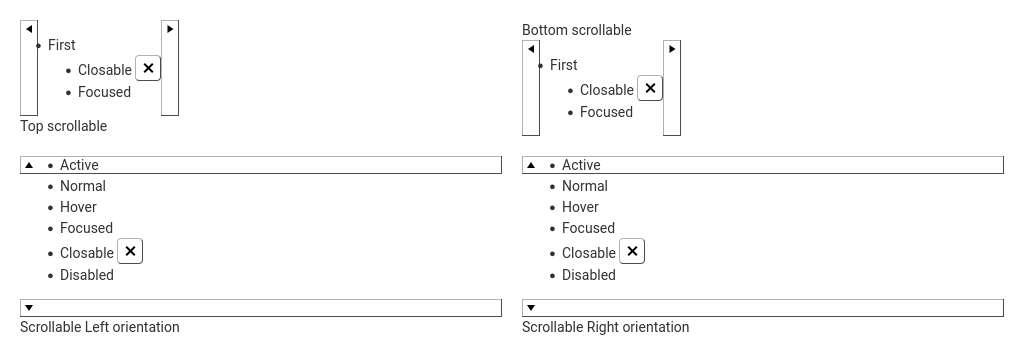 First
Closable
Focused
Top scrollable
Bottom scrollable
First
Closable
Focused
Active
Normal
Hover
Focused
Closable
Disabled
Scrollable Left orientation
Active
Normal
Hover
Focused
Closable
Disabled
Scrollable Right orientation